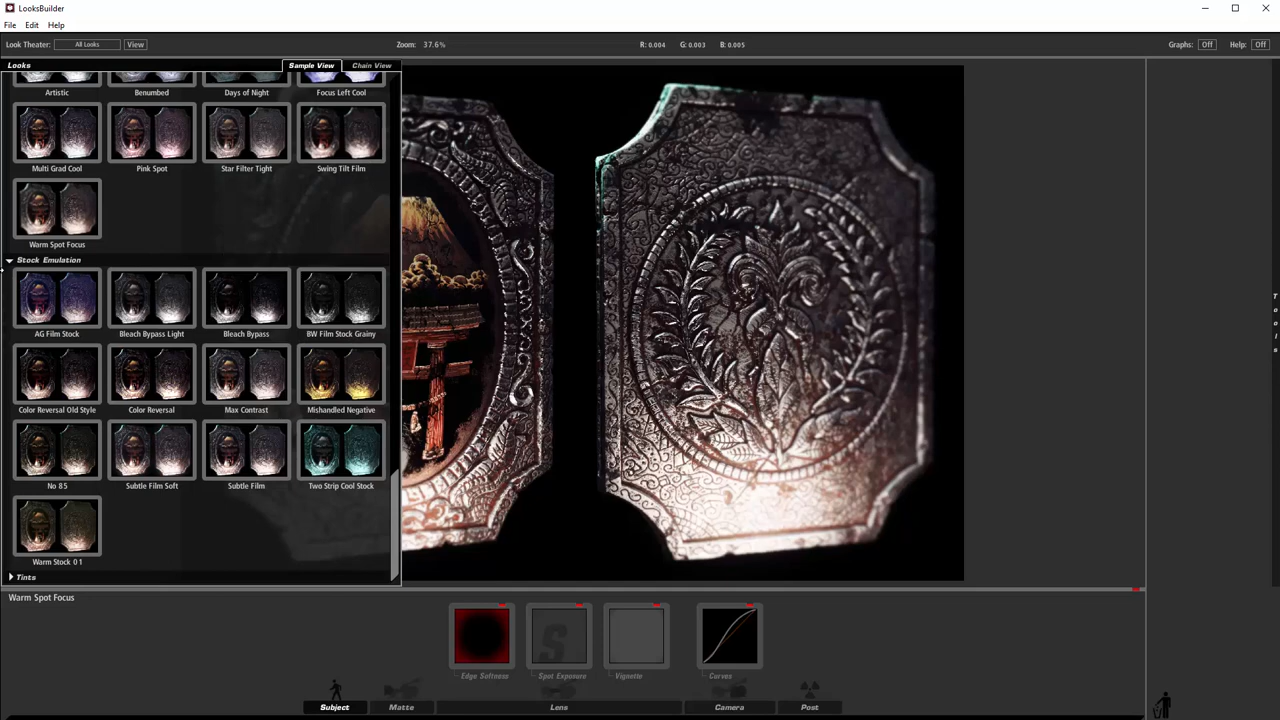 LooksBuilder
File Edit Help
Look Theater: All Looks View Zoom: 37.6% R: 0.004 G: 0.003 B: 0.005 Graphs: Off Help: Off
Looks Sample View Chain View
Artistic Benumbed Days of Night Focus Left Cool
Multi Grad Cool Pink Spot Star Filter Tight Swing Tilt Film
Warm Spot Focus
Stock Emulation
AG Film Stock Bleach Bypass Light Bleach Bypass BW Film Stock Grainy
Color Reversal Old Style Color Reversal Max Contrast Mishandled Negative
No 85 Subtle Film Soft Subtle Film Two Strip Cool Stock
Warm Stock 01
Tints
Tools
Warm Spot Focus
S
Edge Softness Spot Exposure Vignette Curves
Subject Matte Lens Camera Post